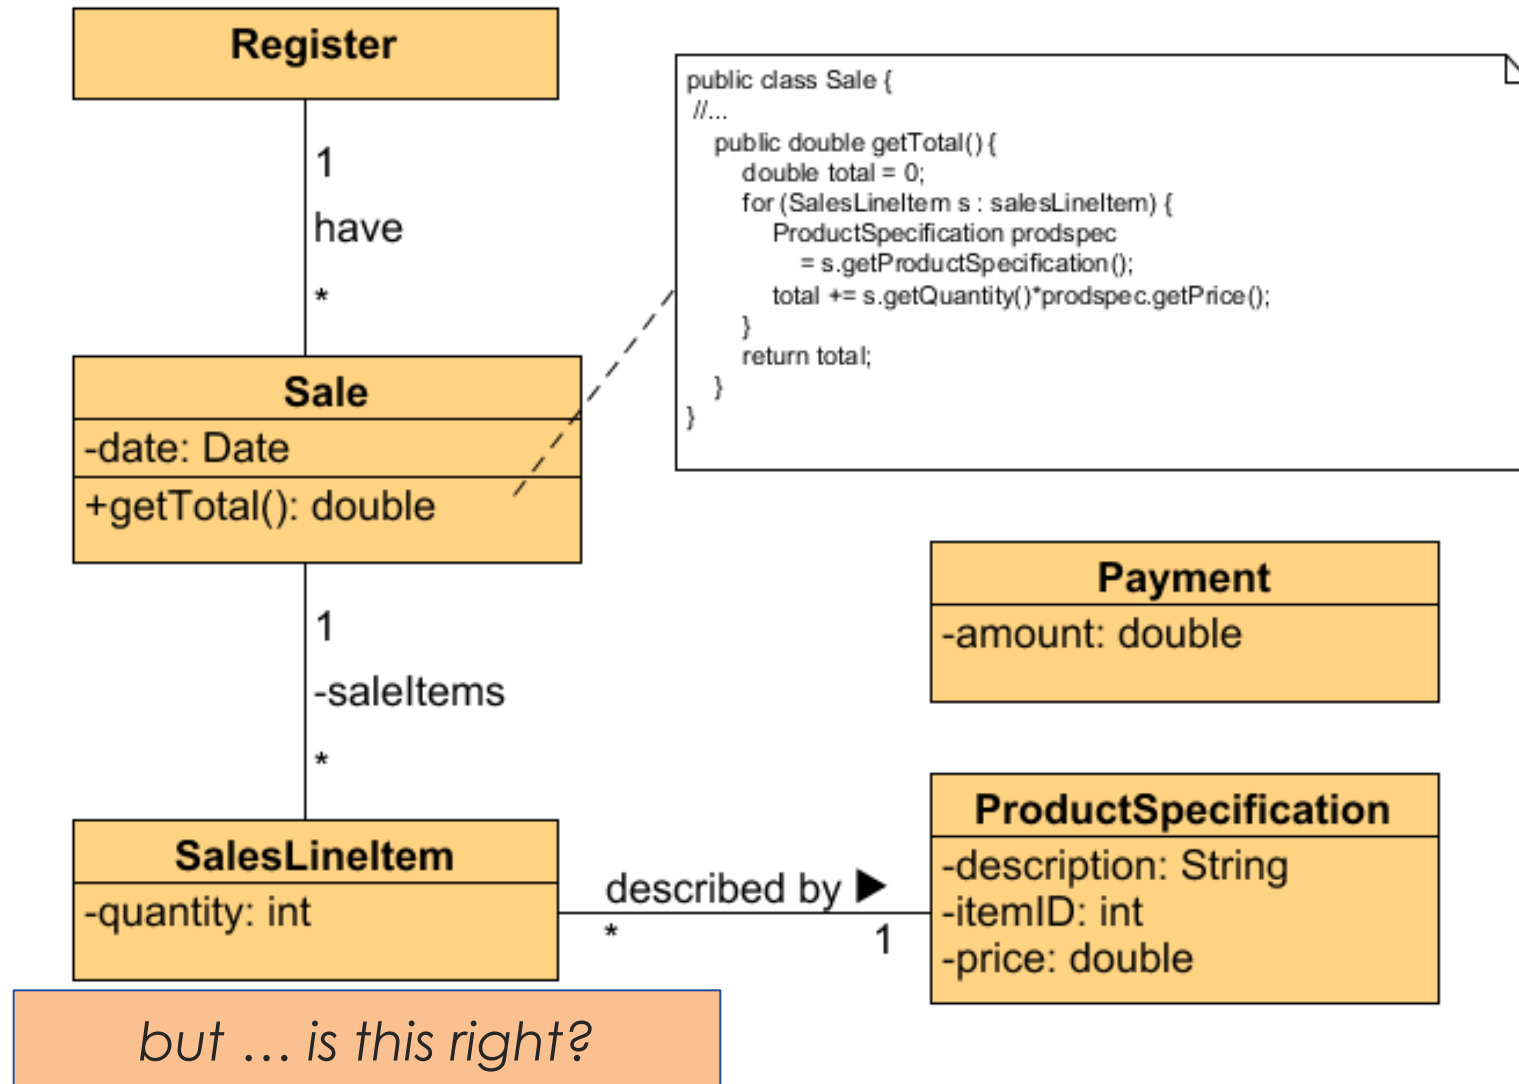 Register
1
have
*
Sale
-date: Date
+getTotal(): double
public class Sale {
//...
public double getTotal() {
double total = 0;
for (SalesLineItem s : salesLineItem) {
ProductSpecification prodspec
= s.getProductSpecification();
total += s.getQuantity()*prodspec.getPrice();
}
return total;
}
}
1
-saleItems
*
Payment
-amount: double
SalesLineItem
-quantity: int
described by ▶
*
1
ProductSpecification
-description: String
-itemID: int
-price: double
but ... is this right?